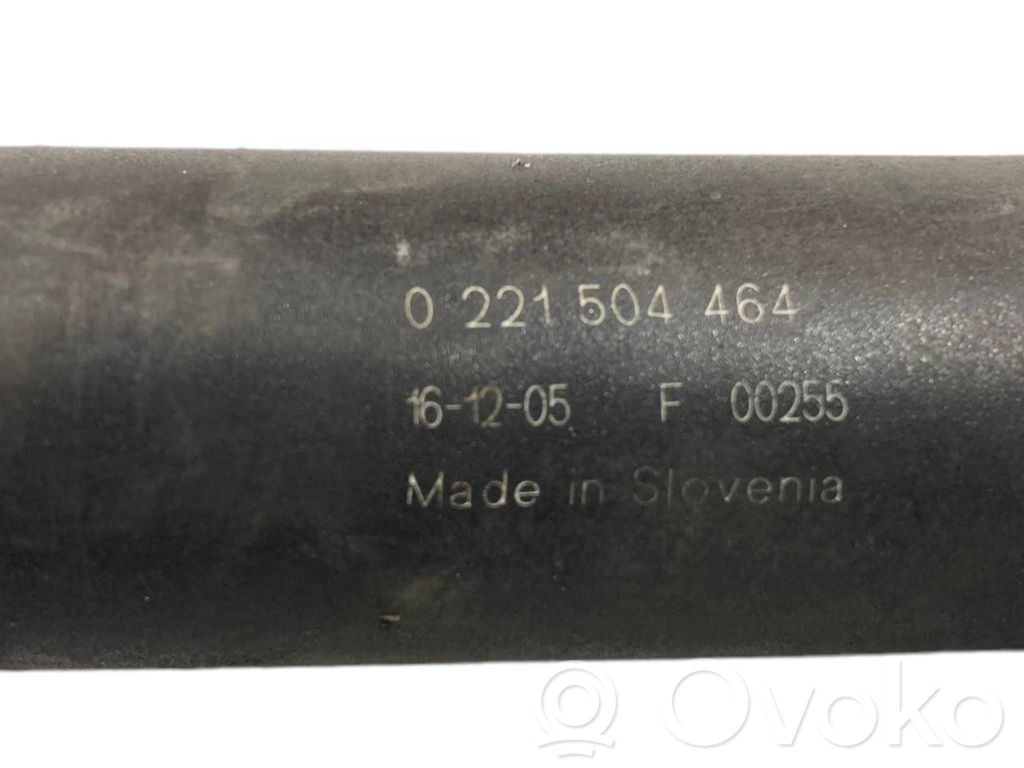 0 221 504 464
16-12-05 F 00255
Made in Slovenia
Ovoko